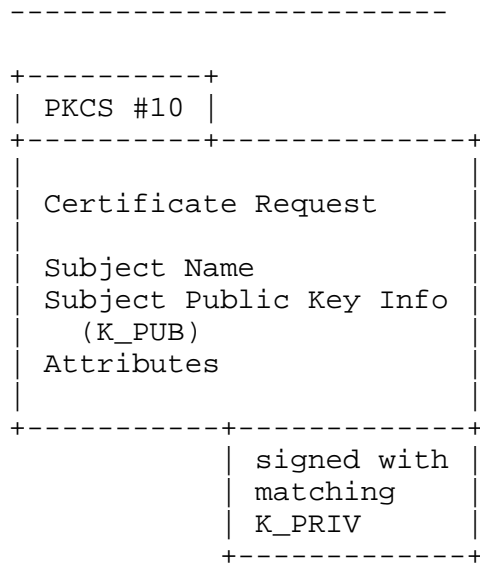 PKCS #10
Certificate Request
Subject Name
Subject Public Key Info
(K_PUB)
Attributes
signed with
matching
K_PRIV